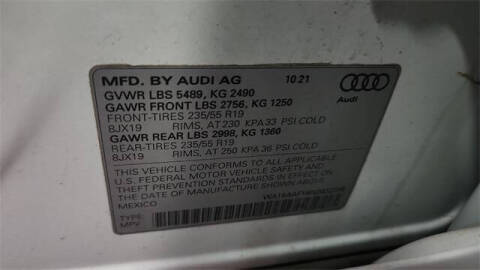 MFD. BY AUDI AG 10.21
GVWR LBS 5489, KG 2490
GAWR FRONT LBS 2756, KG 1250
FRONT-TIRES 235/55 R19
8JX19 RIMS, AT 230 KPA 33 PSI COLD
GAWR REAR LBS 2998, KG 1360
REAR-TIRES 235/55 R19
8JX19 RIMS, AT 250 KPA 36 PSI COLD
Audi
THIS VEHICLE CONFORMS TO ALL APPLICABLE
U.S. FEDERAL MOTOR VEHICLE SAFETY AND
THEFT PREVENTION STANDARDS IN EFFECT ON
THE DATE OF MANUFACTURE SHOWN ABOVE.
MEXICO
TYPE:
MPV